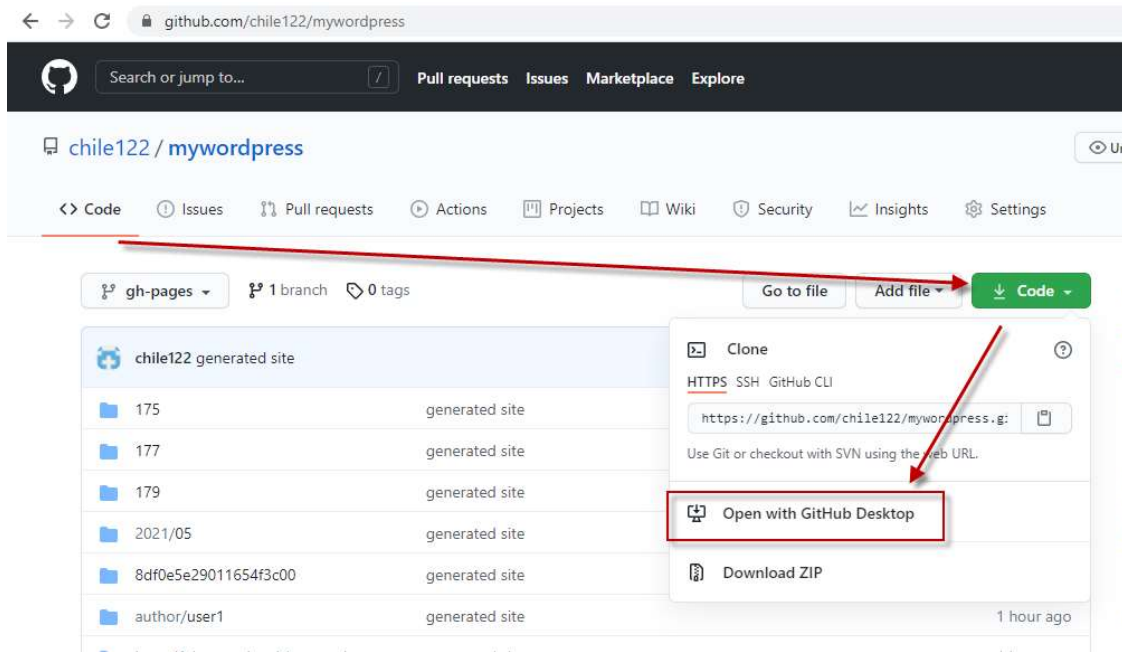 github.com/chile122/mywordpress
Search or jump to... / Pull requests Issues Marketplace Explore
chile122 / mywordpress
<> Code Issues Pull requests Actions Projects Wiki Security Insights Settings
gh-pages 1 branch 0 tags Go to file Add file Code
chile122 generated site
Clone
HTTPS SSH GitHub CLI
175 generated site
https://github.com/chile122/mywordpress.gi
177 generated site
Use Git or checkout with SVN using the web URL.
179 generated site
Open with GitHub Desktop
2021/05 generated site
8df0e5e29011654f3c00 generated site
Download ZIP
author/user1 generated site 1 hour ago